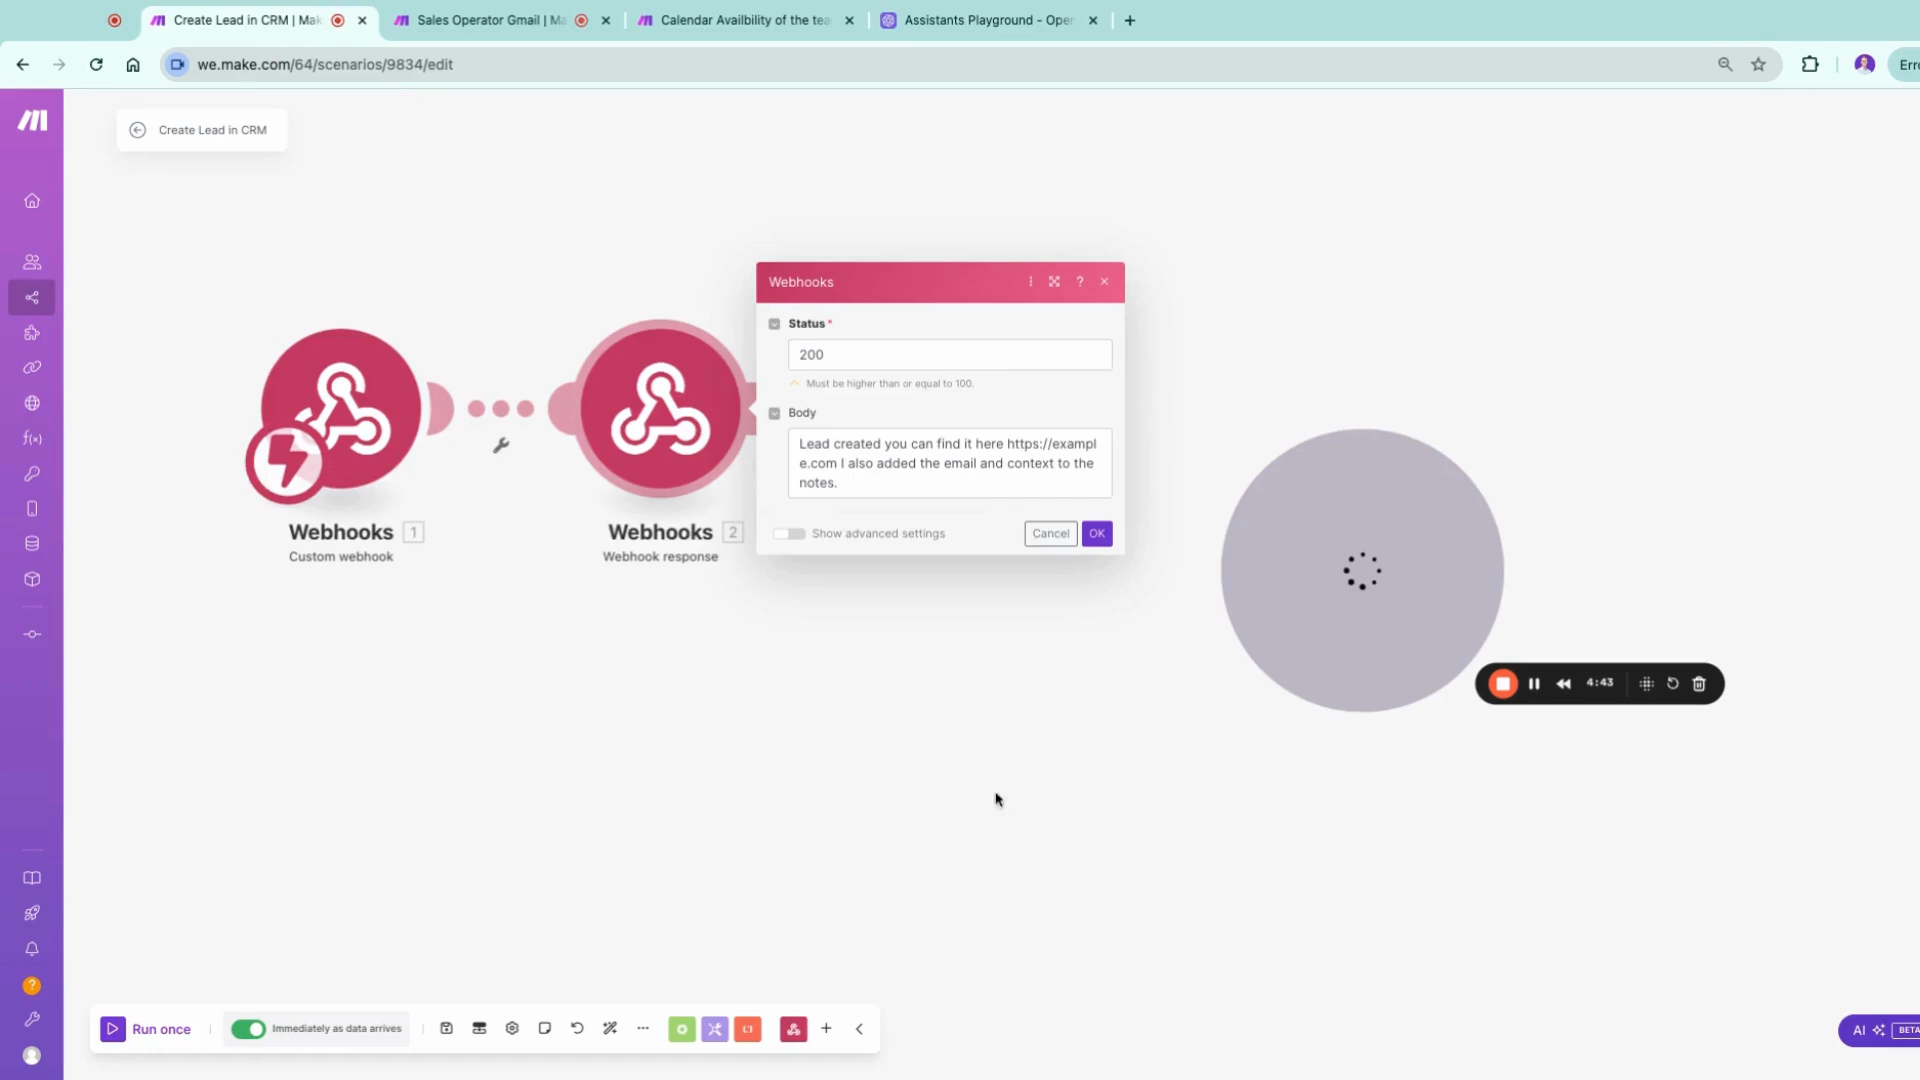 Create Lead in CRM | Mak
Sales Operator Gmail | Ma
Calendar Availbility of the tea
Assistants Playground - Open
we.make.com/64/scenarios/9834/edit
Erro
Create Lead in CRM
Webhooks
Status *
200
Must be higher than or equal to 100.
Body
Lead created you can find it here https://exampl
e.com I also added the email and context to the
notes.
Show advanced settings
Cancel
OK
Webhooks 1
Custom webhook
Webhooks 2
Webhook response
4:43
f(x)
?
Run once
Immediately as data arrives
AI
BETA